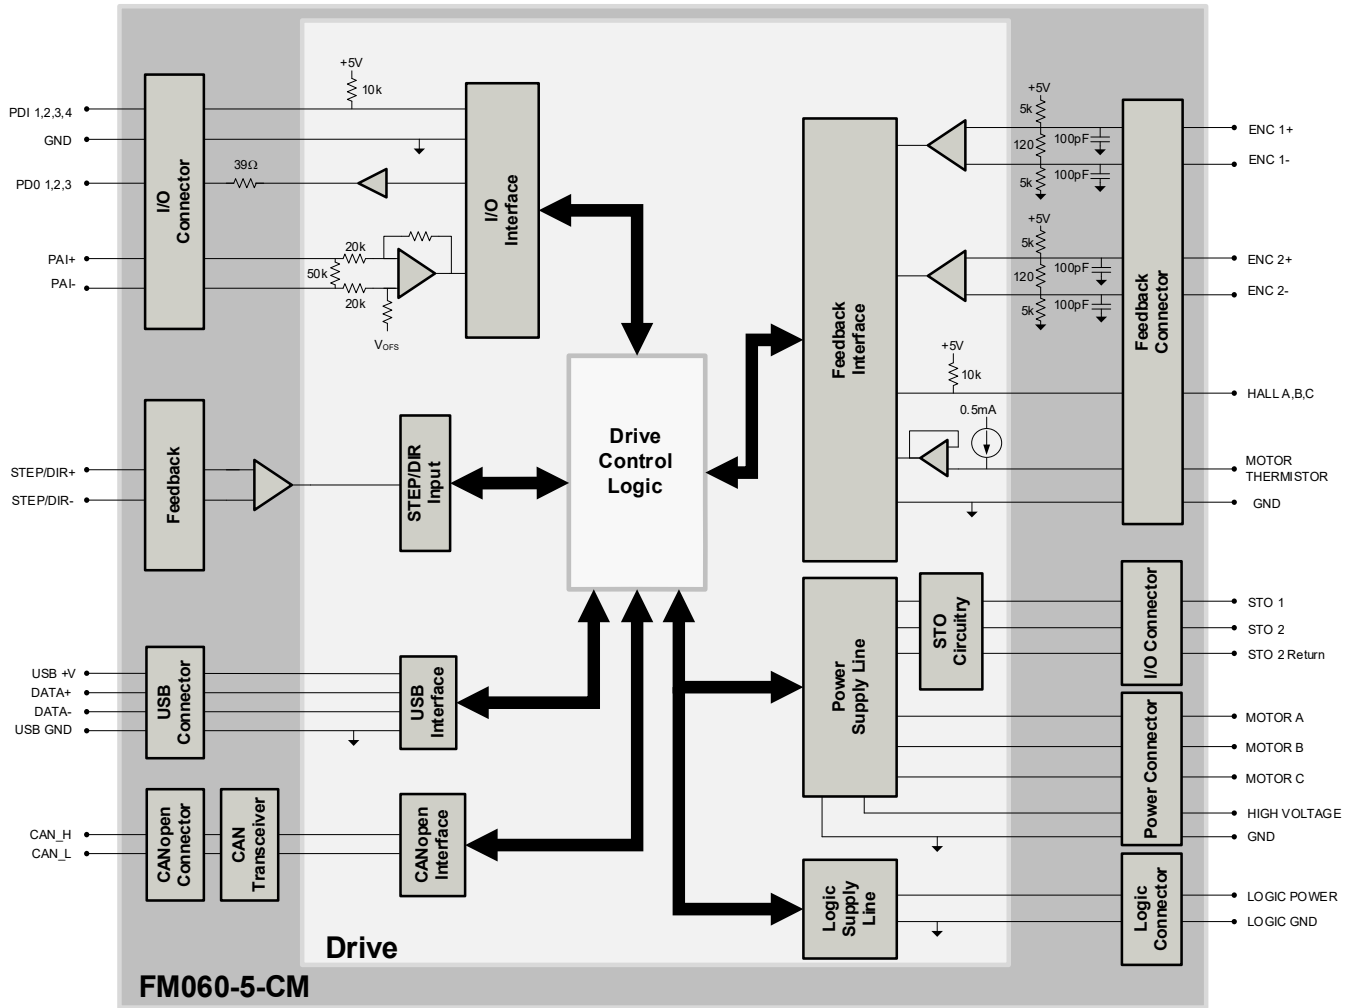 PDI 1,2,3,4
GND
PD0 1,2,3
PAI+
PAI-
I/O
Connector
+5V
10k
39Ω
20k
50k
20k
VOFS
I/O
Interface
STEP/DIR+
STEP/DIR-
Feedback
STEP/DIR
Input
USB +V
DATA+
DATA-
USB GND
USB
Connector
USB
Interface
CAN_H
CAN_L
CANopen
Connector
CAN
Transceiver
CANopen
Interface
Drive
Control
Logic
Feedback
Interface
+5V
5k
120
5k
100pF
100pF
+5V
5k
120
5k
100pF
100pF
+5V
10k
0.5mA
Feedback
Connector
ENC 1+
ENC 1-
ENC 2+
ENC 2-
HALL A,B,C
MOTOR
THERMISTOR
GND
Power
Supply Line
STO
Circuitry
I/O Connector
STO 1
STO 2
STO 2 Return
Power Connector
MOTOR A
MOTOR B
MOTOR C
HIGH VOLTAGE
GND
Logic
Supply
Line
Logic
Connector
LOGIC POWER
LOGIC GND
Drive
FM060-5-CM